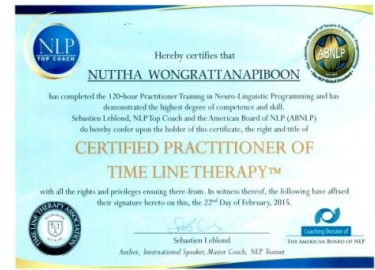 NLP
TOP COACH
ABNLP
Hereby certifies that
NUTTHA WONGRATTANAPIBOON
has completed the 120-hour Practitioner Training in Neuro-Linguistic Programming and has
demonstrated the highest degree of competence and skill.
Sebastien Leblond, NLP Top Coach and the American Board of NLP (ABNLP)
do hereby confer upon the holder of this certificate, the right and title of
CERTIFIED PRACTITIONER OF
TIME LINE THERAPY™
with all the rights and privileges ensuing there-from. In witness thereof, the following have affixed
their signature hereto on this, the 22nd Day of February, 2015.
TIME LINE THERAPY ASSOCIATION
Sebastien Leblond
Author, International Speaker, Master Coach, NLP Trainer
Coaching Division of
THE AMERICAN BOARD OF NLP